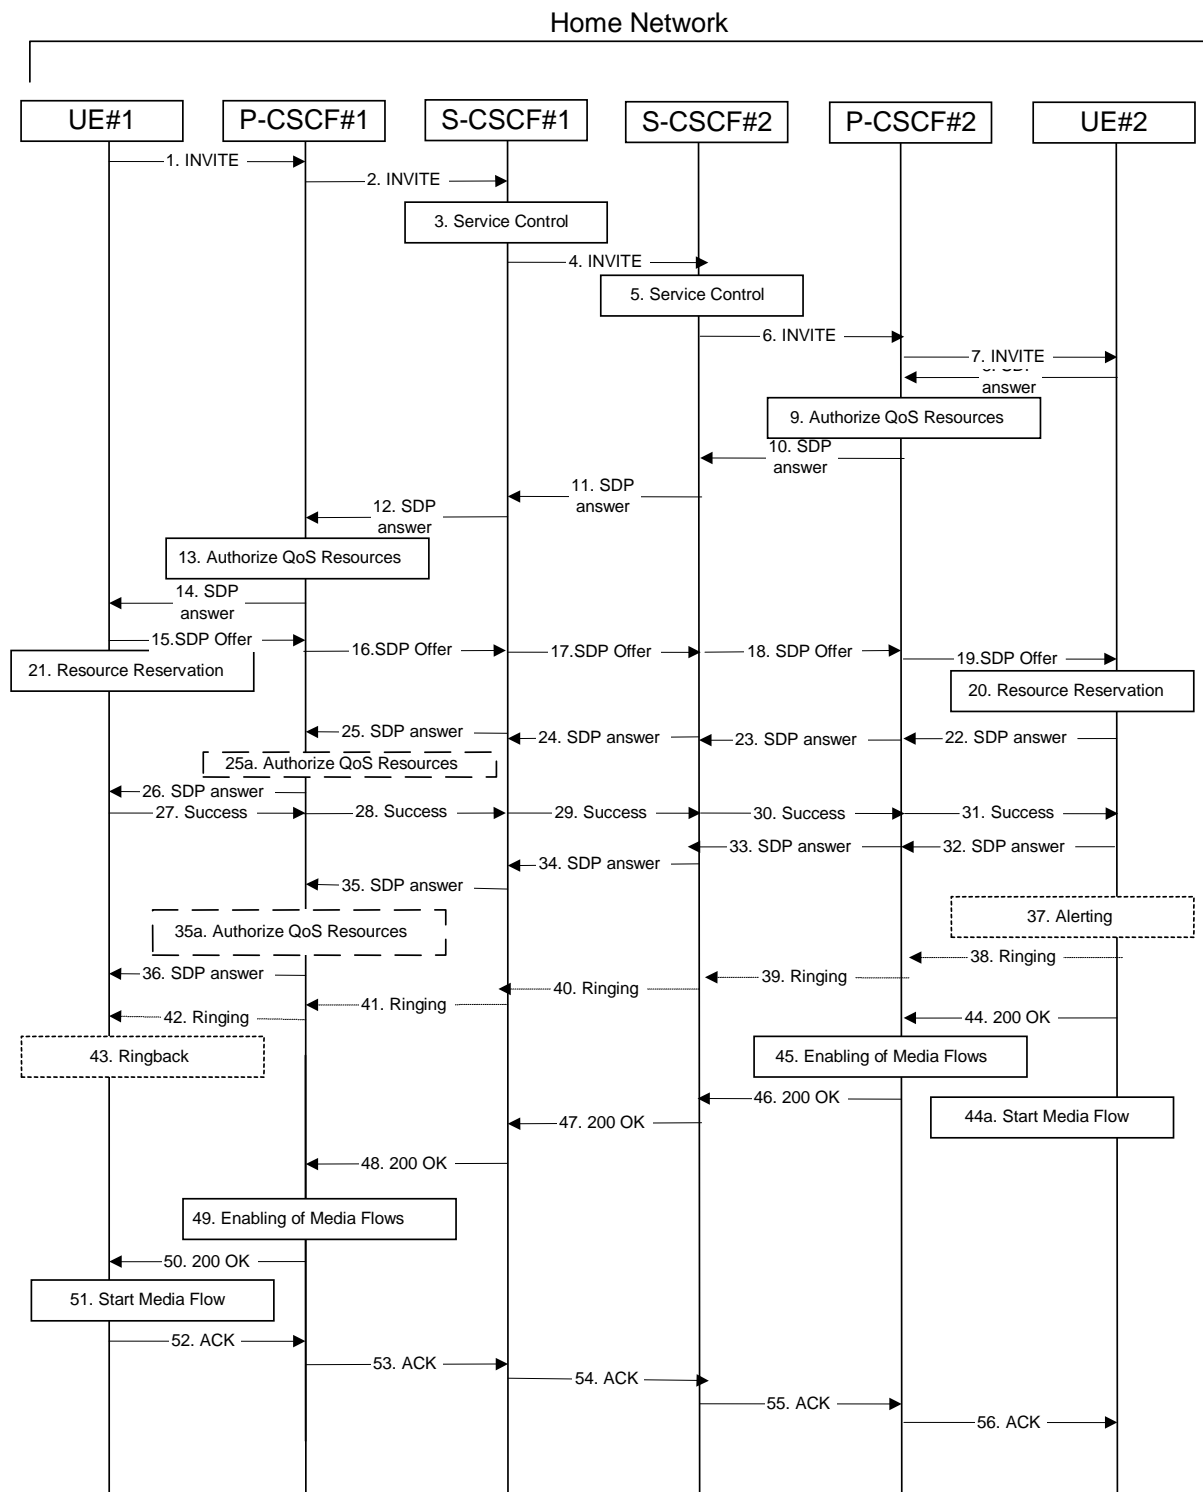 Home Network
UE#1
P-CSCF#1
S-CSCF#1
S-CSCF#2
P-CSCF#2
UE#2
1. INVITE
2. INVITE
3. Service Control
4. INVITE
5. Service Control
6. INVITE
7. INVITE
answer
9. Authorize QoS Resources
10. SDP
answer
11. SDP
answer
12. SDP
answer
13. Authorize QoS Resources
14. SDP
answer
15.SDP Offer
16.SDP Offer
17.SDP Offer
18. SDP Offer
19.SDP Offer
21. Resource Reservation
20. Resource Reservation
25. SDP answer
24. SDP answer
23. SDP answer
22. SDP answer
25a. Authorize QoS Resources
26. SDP answer
27. Success
28. Success
29. Success
30. Success
31. Success
33. SDP answer
32. SDP answer
34. SDP answer
35. SDP answer
37. Alerting
35a. Authorize QoS Resources
38. Ringing
36. SDP answer
39. Ringing
40. Ringing
41. Ringing
42. Ringing
44. 200 OK
43. Ringback
45. Enabling of Media Flows
46. 200 OK
44a. Start Media Flow
47. 200 OK
48. 200 OK
49. Enabling of Media Flows
50. 200 OK
51. Start Media Flow
52. ACK
53. ACK
54. ACK
55. ACK
56. ACK